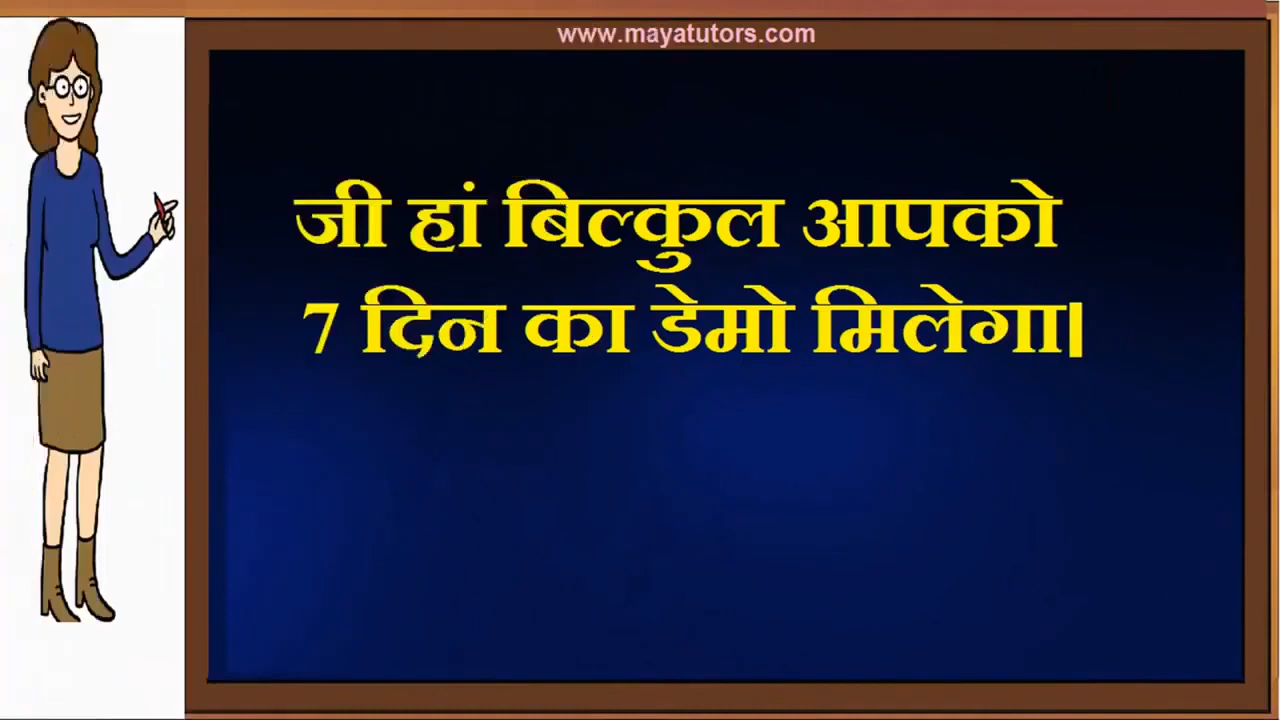 www.mayatutors.com
जी हां बिल्कुल आपको
7 दिन का डेमो मिलेगा।